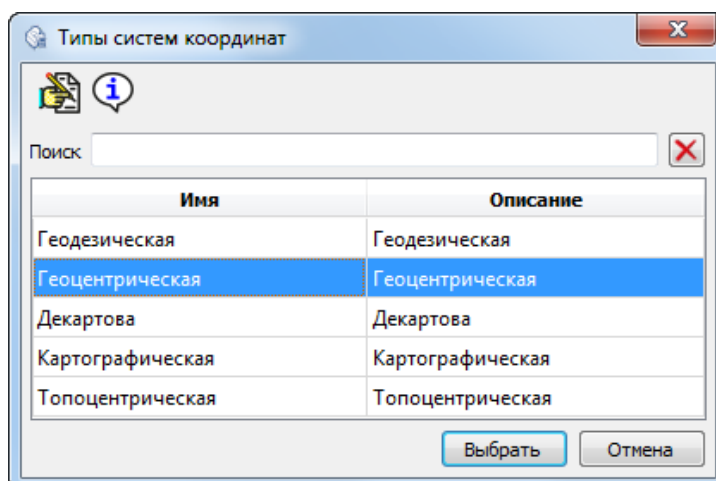 Типы систем координат
Поиск
Имя Описание
Геодезическая Геодезическая
Геоцентрическая Геоцентрическая
Декартова Декартова
Картографическая Картографическая
Топоцентрическая Топоцентрическая
Выбрать Отмена